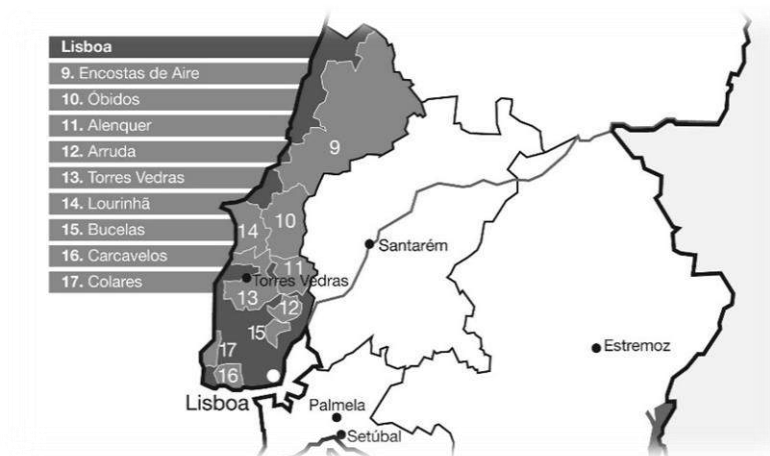 Lisboa
9. Encostas de Aire
10. Óbidos
11. Alenquer
12. Arruda
13. Torres Vedras
14. Lourinhã
15. Bucelas
16. Carcavelos
17. Colares
9
10
14
Santarém
11
Torres Vedras
13
12
15
17
Estremoz
16
Lisboa
Palmela
Setúbal